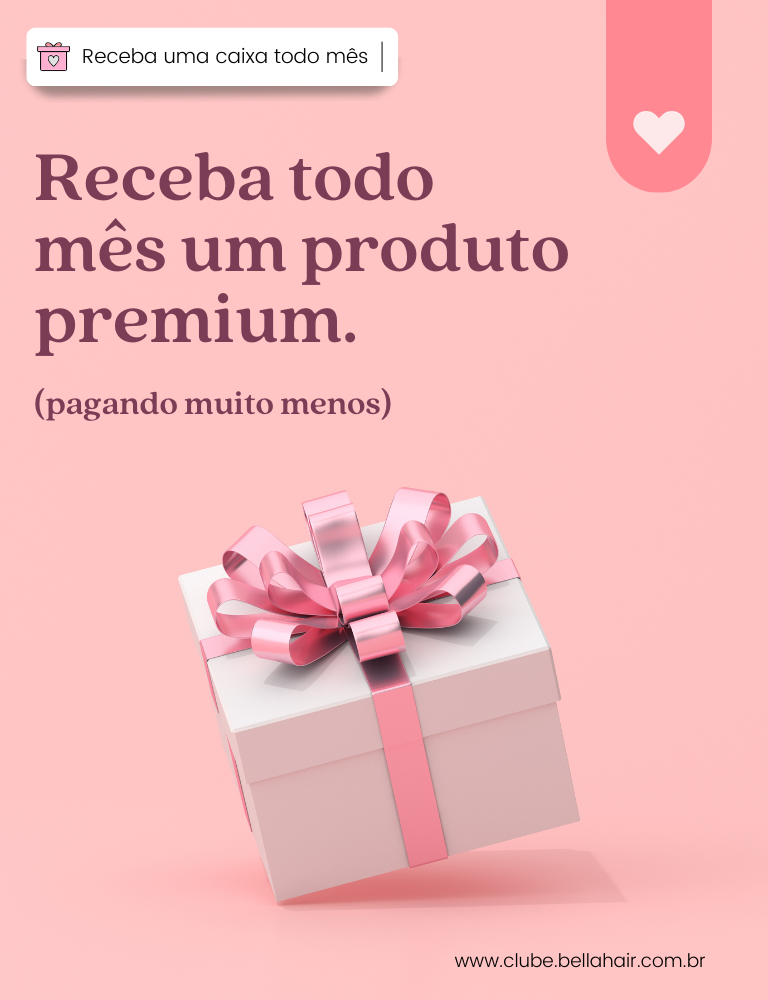 Receba uma caixa todo mês
Receba todo
mês um produto
premium.
(pagando muito menos)
www.clube.bellahair.com.br